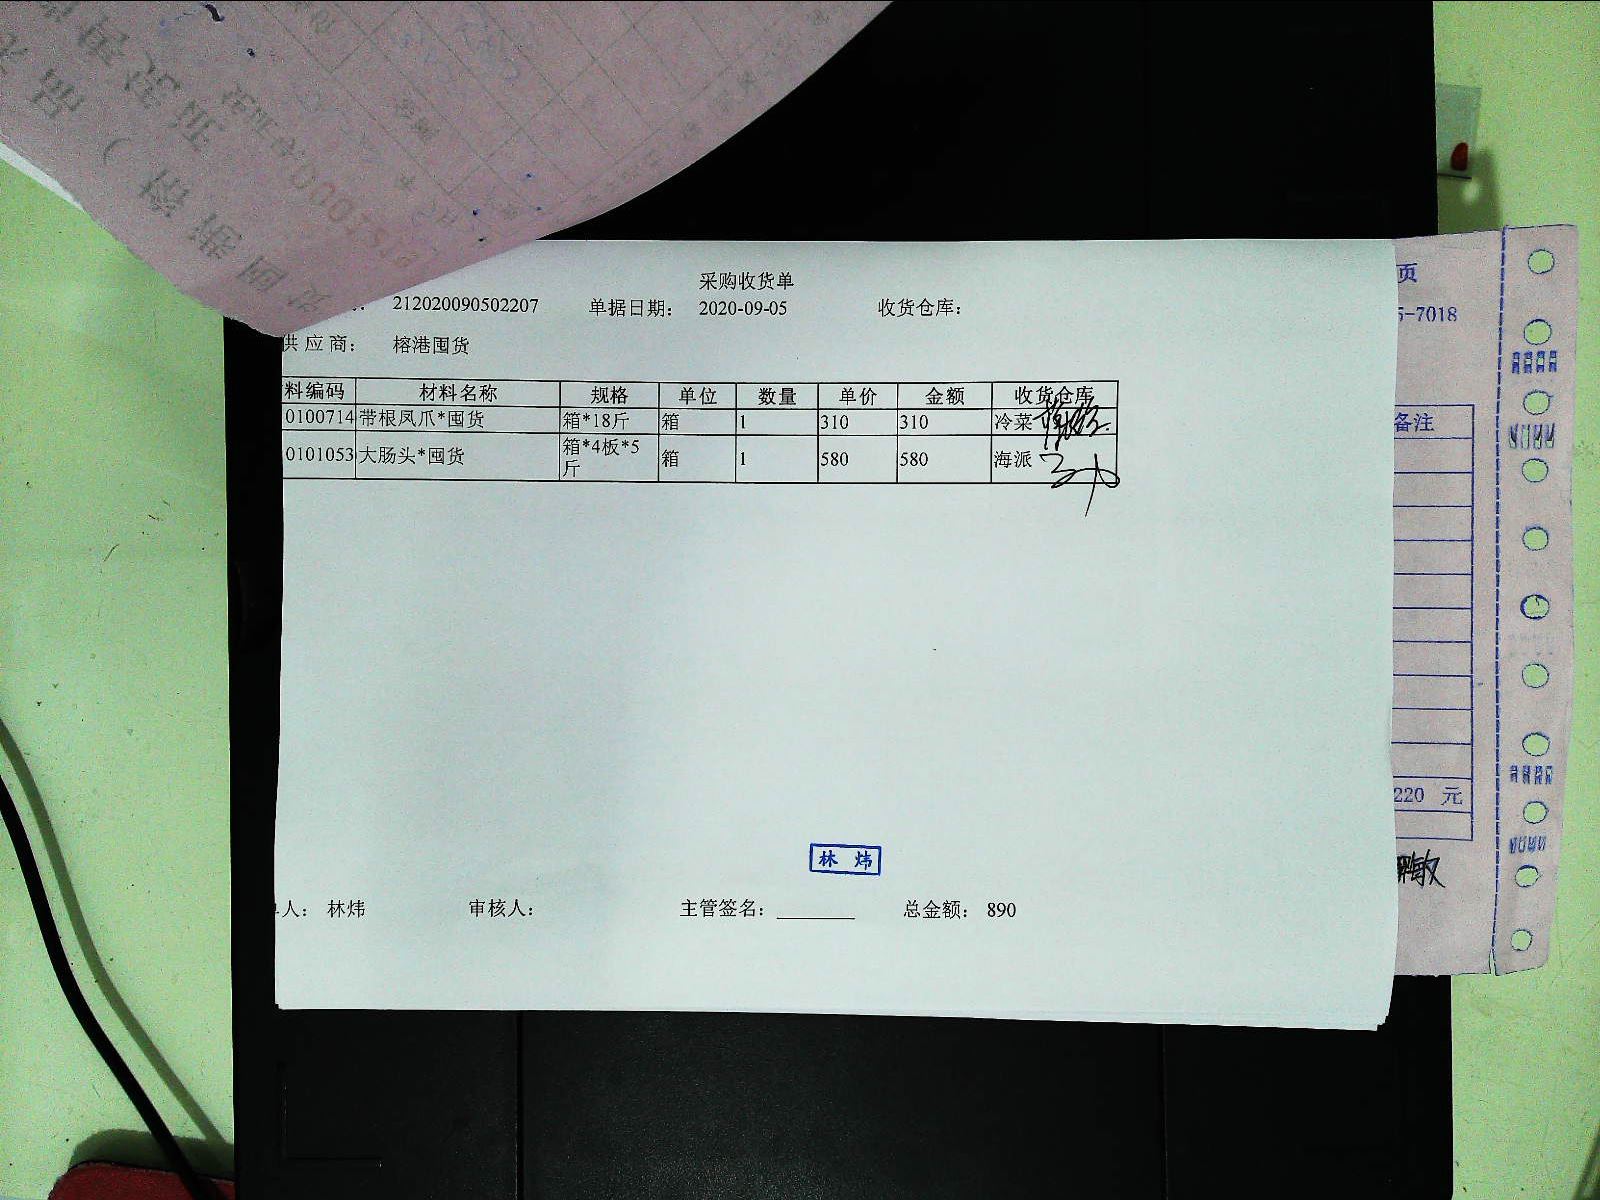 采购收货单
212020090502207 单据日期： 2020-09-05 收货仓库：
供应商： 榕港囤货
料编码 材料名称 规格 单位 数量 单价 金额 收货仓库
0100714 带根凤爪*囤货 箱*18斤 箱 1 310 310 冷菜
0101053 大肠头*囤货 箱*4板*5斤 箱 1 580 580 海派
林炜
人： 林炜 审核人： 主管签名： 总金额： 890
页
5-7018
备注
220 元